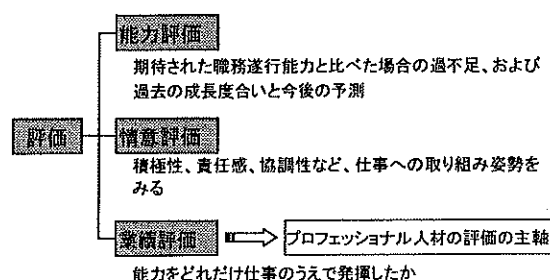 能力評価
期待された職務遂行能力と比べた場合の過不足、および
過去の成長度合いと今後の予測
評価
情意評価
積極性、責任感、協調性など、仕事への取り組み姿勢を
みる
業績評価
プロフェッショナル人材の評価の主軸
能力をどれだけ仕事のうえで発揮したか